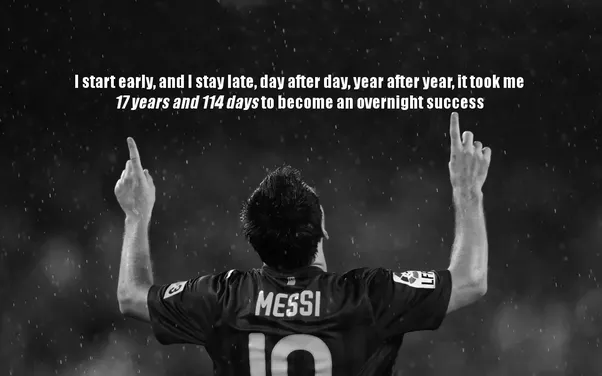 I start early, and I stay late, day after day, year after year, it took me
17 years and 114 days to become an overnight success
MESSI
10